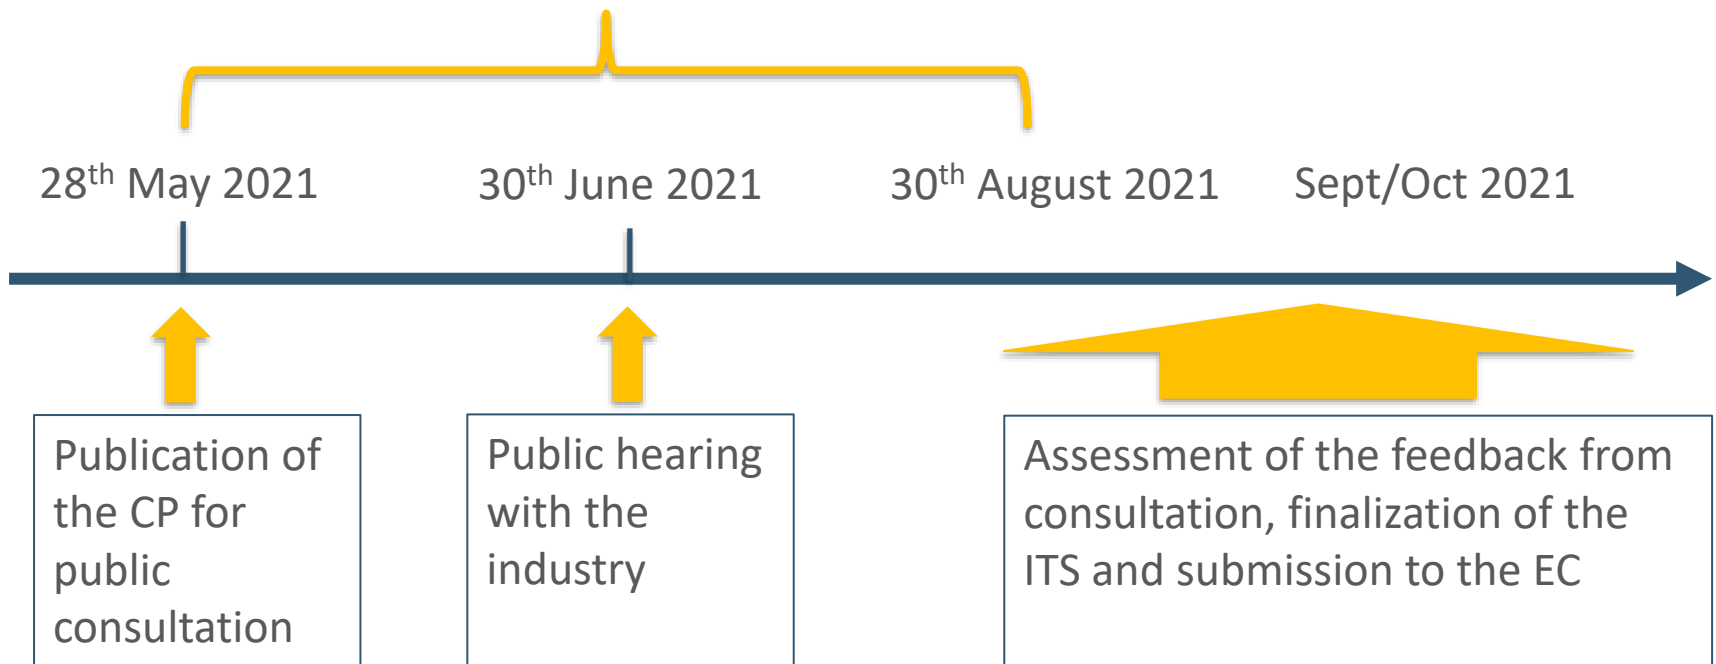 28th May 2021
30th June 2021
30th August 2021
Sept/Oct 2021
Publication of
the CP for
public
consultation
Public hearing
with the
industry
Assessment of the feedback from
consultation, finalization of the
ITS and submission to the EC